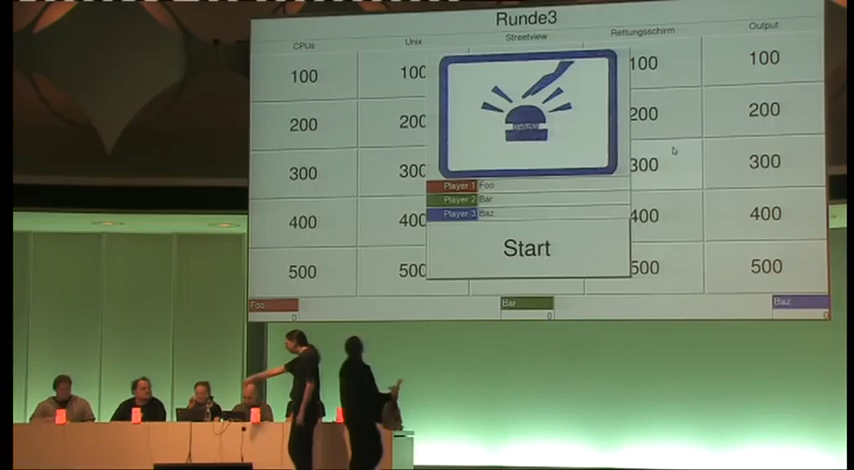 Runde3
CPUs Unix Streetview Rettungsschirm Output
100 100 100 100
200 200 200 200
300 300 300 300
400 400 400 400
500 500 500 500
Player 1 Foo
Player 2 Bar
Player 3 Baz
Start
Foo Bar Baz
0 0 0